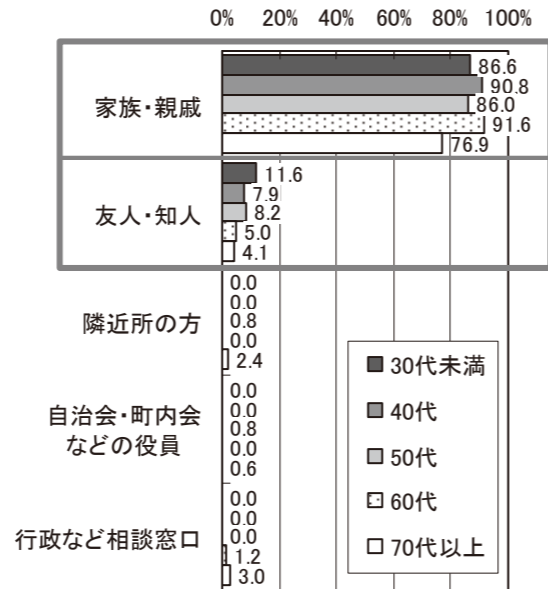 0% 20% 40% 60% 80% 100%
家族・親戚
86.6
90.8
86.0
91.6
76.9
友人・知人
11.6
7.9
8.2
5.0
4.1
隣近所の方
0.0
0.0
0.8
0.0
2.4
自治会・町内会
などの役員
0.0
0.0
0.8
0.0
0.6
行政など相談窓口
0.0
0.0
0.0
1.2
3.0
30代未満
40代
50代
60代
70代以上